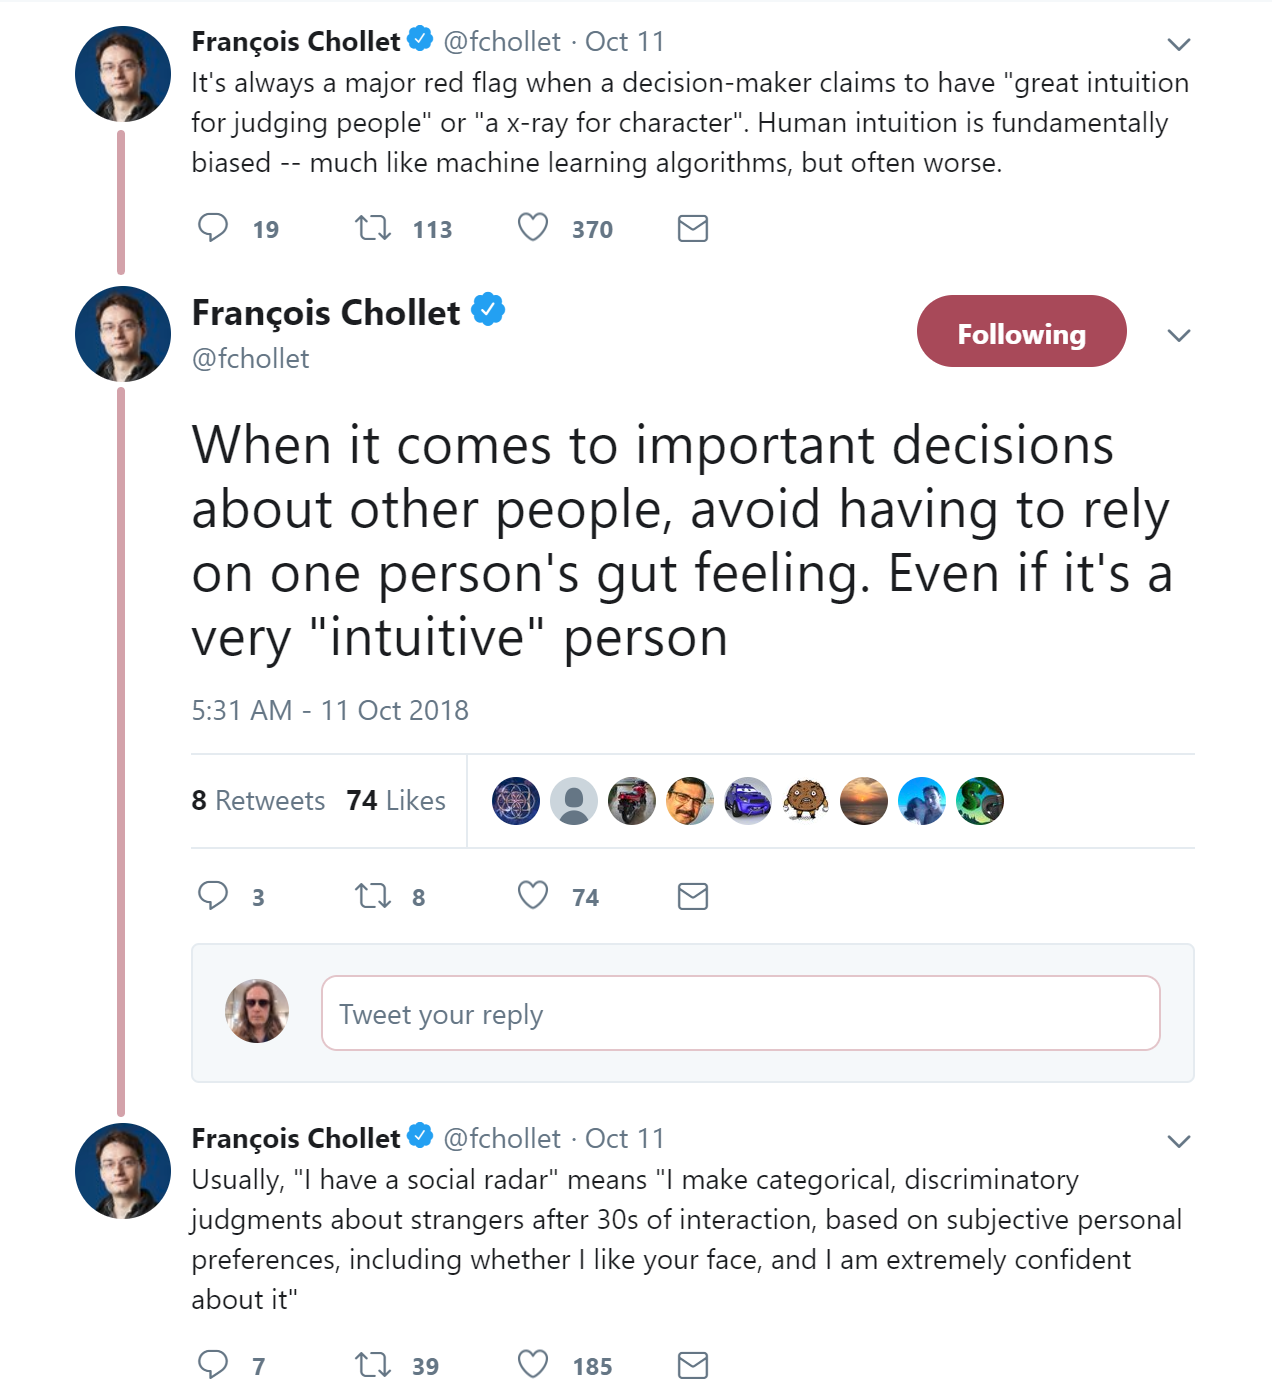 François Chollet @fchollet · Oct 11
It's always a major red flag when a decision-maker claims to have "great intuition
for judging people" or "a x-ray for character". Human intuition is fundamentally
biased -- much like machine learning algorithms, but often worse.
19 113 370
François Chollet
Following
@fchollet
When it comes to important decisions
about other people, avoid having to rely
on one person's gut feeling. Even if it's a
very "intuitive" person
5:31 AM - 11 Oct 2018
8 Retweets 74 Likes
3 8 74
Tweet your reply
François Chollet @fchollet · Oct 11
Usually, "I have a social radar" means "I make categorical, discriminatory
judgments about strangers after 30s of interaction, based on subjective personal
preferences, including whether I like your face, and I am extremely confident
about it"
7 39 185